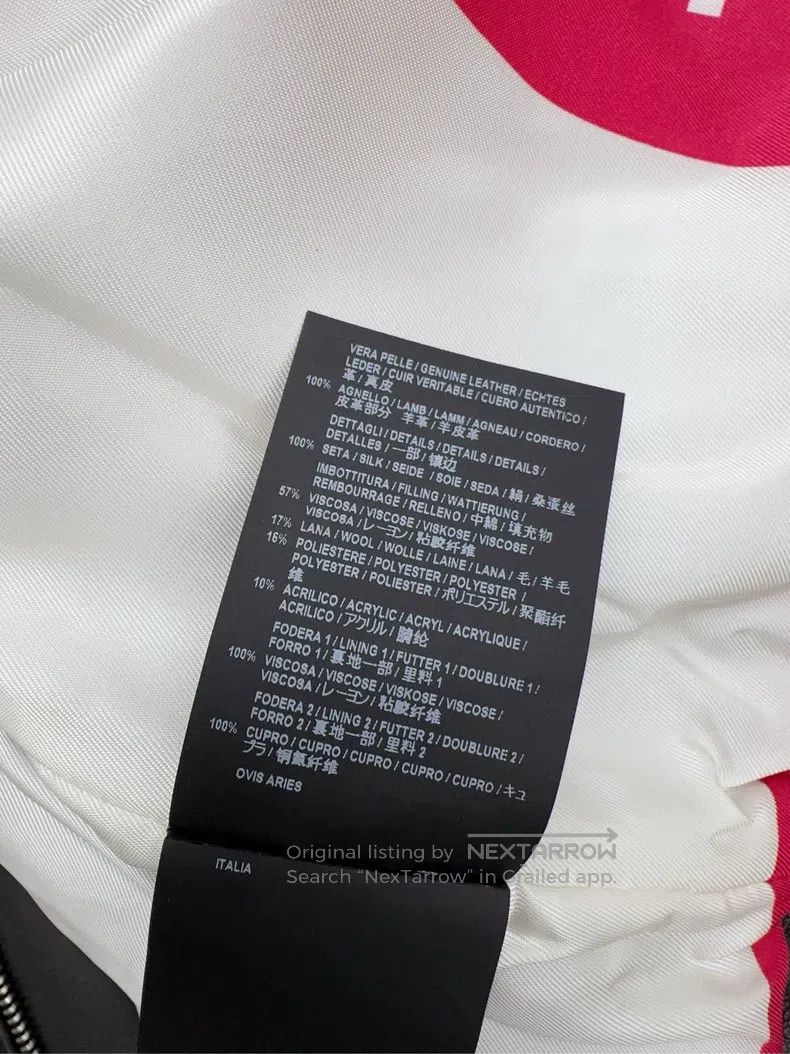 VERA PELLE / GENUINE LEATHER / ECHTES
LEDER / CUIR VERITABLE / CUERO AUTENTICO /
革 / 真皮
100% AGNELLO / LAMB / LAMM / AGNEAU / CORDERO /
皮革部分 羊革 / 羊皮革
DETTAGLI / DETAILS / DETAILS / DETAILS /
DETALLES / 一部 / 镶边
100% SETA / SILK / SEIDE / SOIE / SEDA / 絹 / 桑蚕丝
IMBOTTITURA / FILLING / WATTIERUNG /
REMBOURRAGE / RELLENO / 中綿 / 填充物
57% VISCOSA / VISCOSE / VISKOSE / VISCOSE /
VISCOSA / レーヨン / 粘胶纤维
17% LANA / WOOL / WOLLE / LAINE / LANA / 毛 / 羊毛
16% POLIESTERE / POLYESTER / POLYESTER /
POLYESTER / POLIESTER / ポリエステル / 聚酯纤
维
10% ACRILICO / ACRYLIC / ACRYL / ACRYLIQUE /
ACRILICO / アクリル / 腈纶
FODERA 1 / LINING 1 / FUTTER 1 / DOUBLURE 1 /
FORRO 1 / 裏地一部 / 里料 1
100% VISCOSA / VISCOSE / VISKOSE / VISCOSE /
VISCOSA / レーヨン / 粘胶纤维
FODERA 2 / LINING 2 / FUTTER 2 / DOUBLURE 2 /
FORRO 2 / 裏地一部 / 里料 2
100% CUPRO / CUPRO / CUPRO / CUPRO / CUPRO / キュ
プラ / 铜氨纤维
OVIS ARIES
ITALIA
Original listing by NEXTARROW
Search “NexTarrow” in Grailed app.